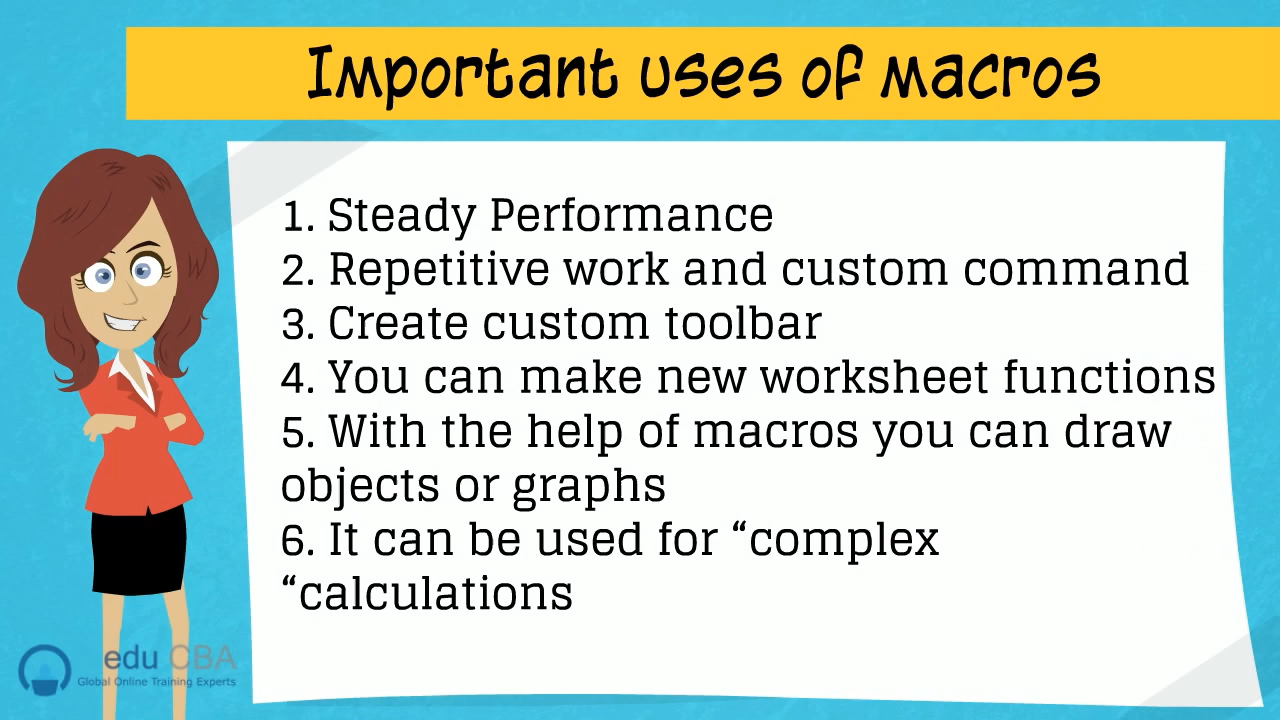 Important uses of macros
1. Steady Performance
2. Repetitive work and custom command
3. Create custom toolbar
4. You can make new worksheet functions
5. With the help of macros you can draw
objects or graphs
6. It can be used for “complex
“calculations
edu CBA
Global Online Training Experts